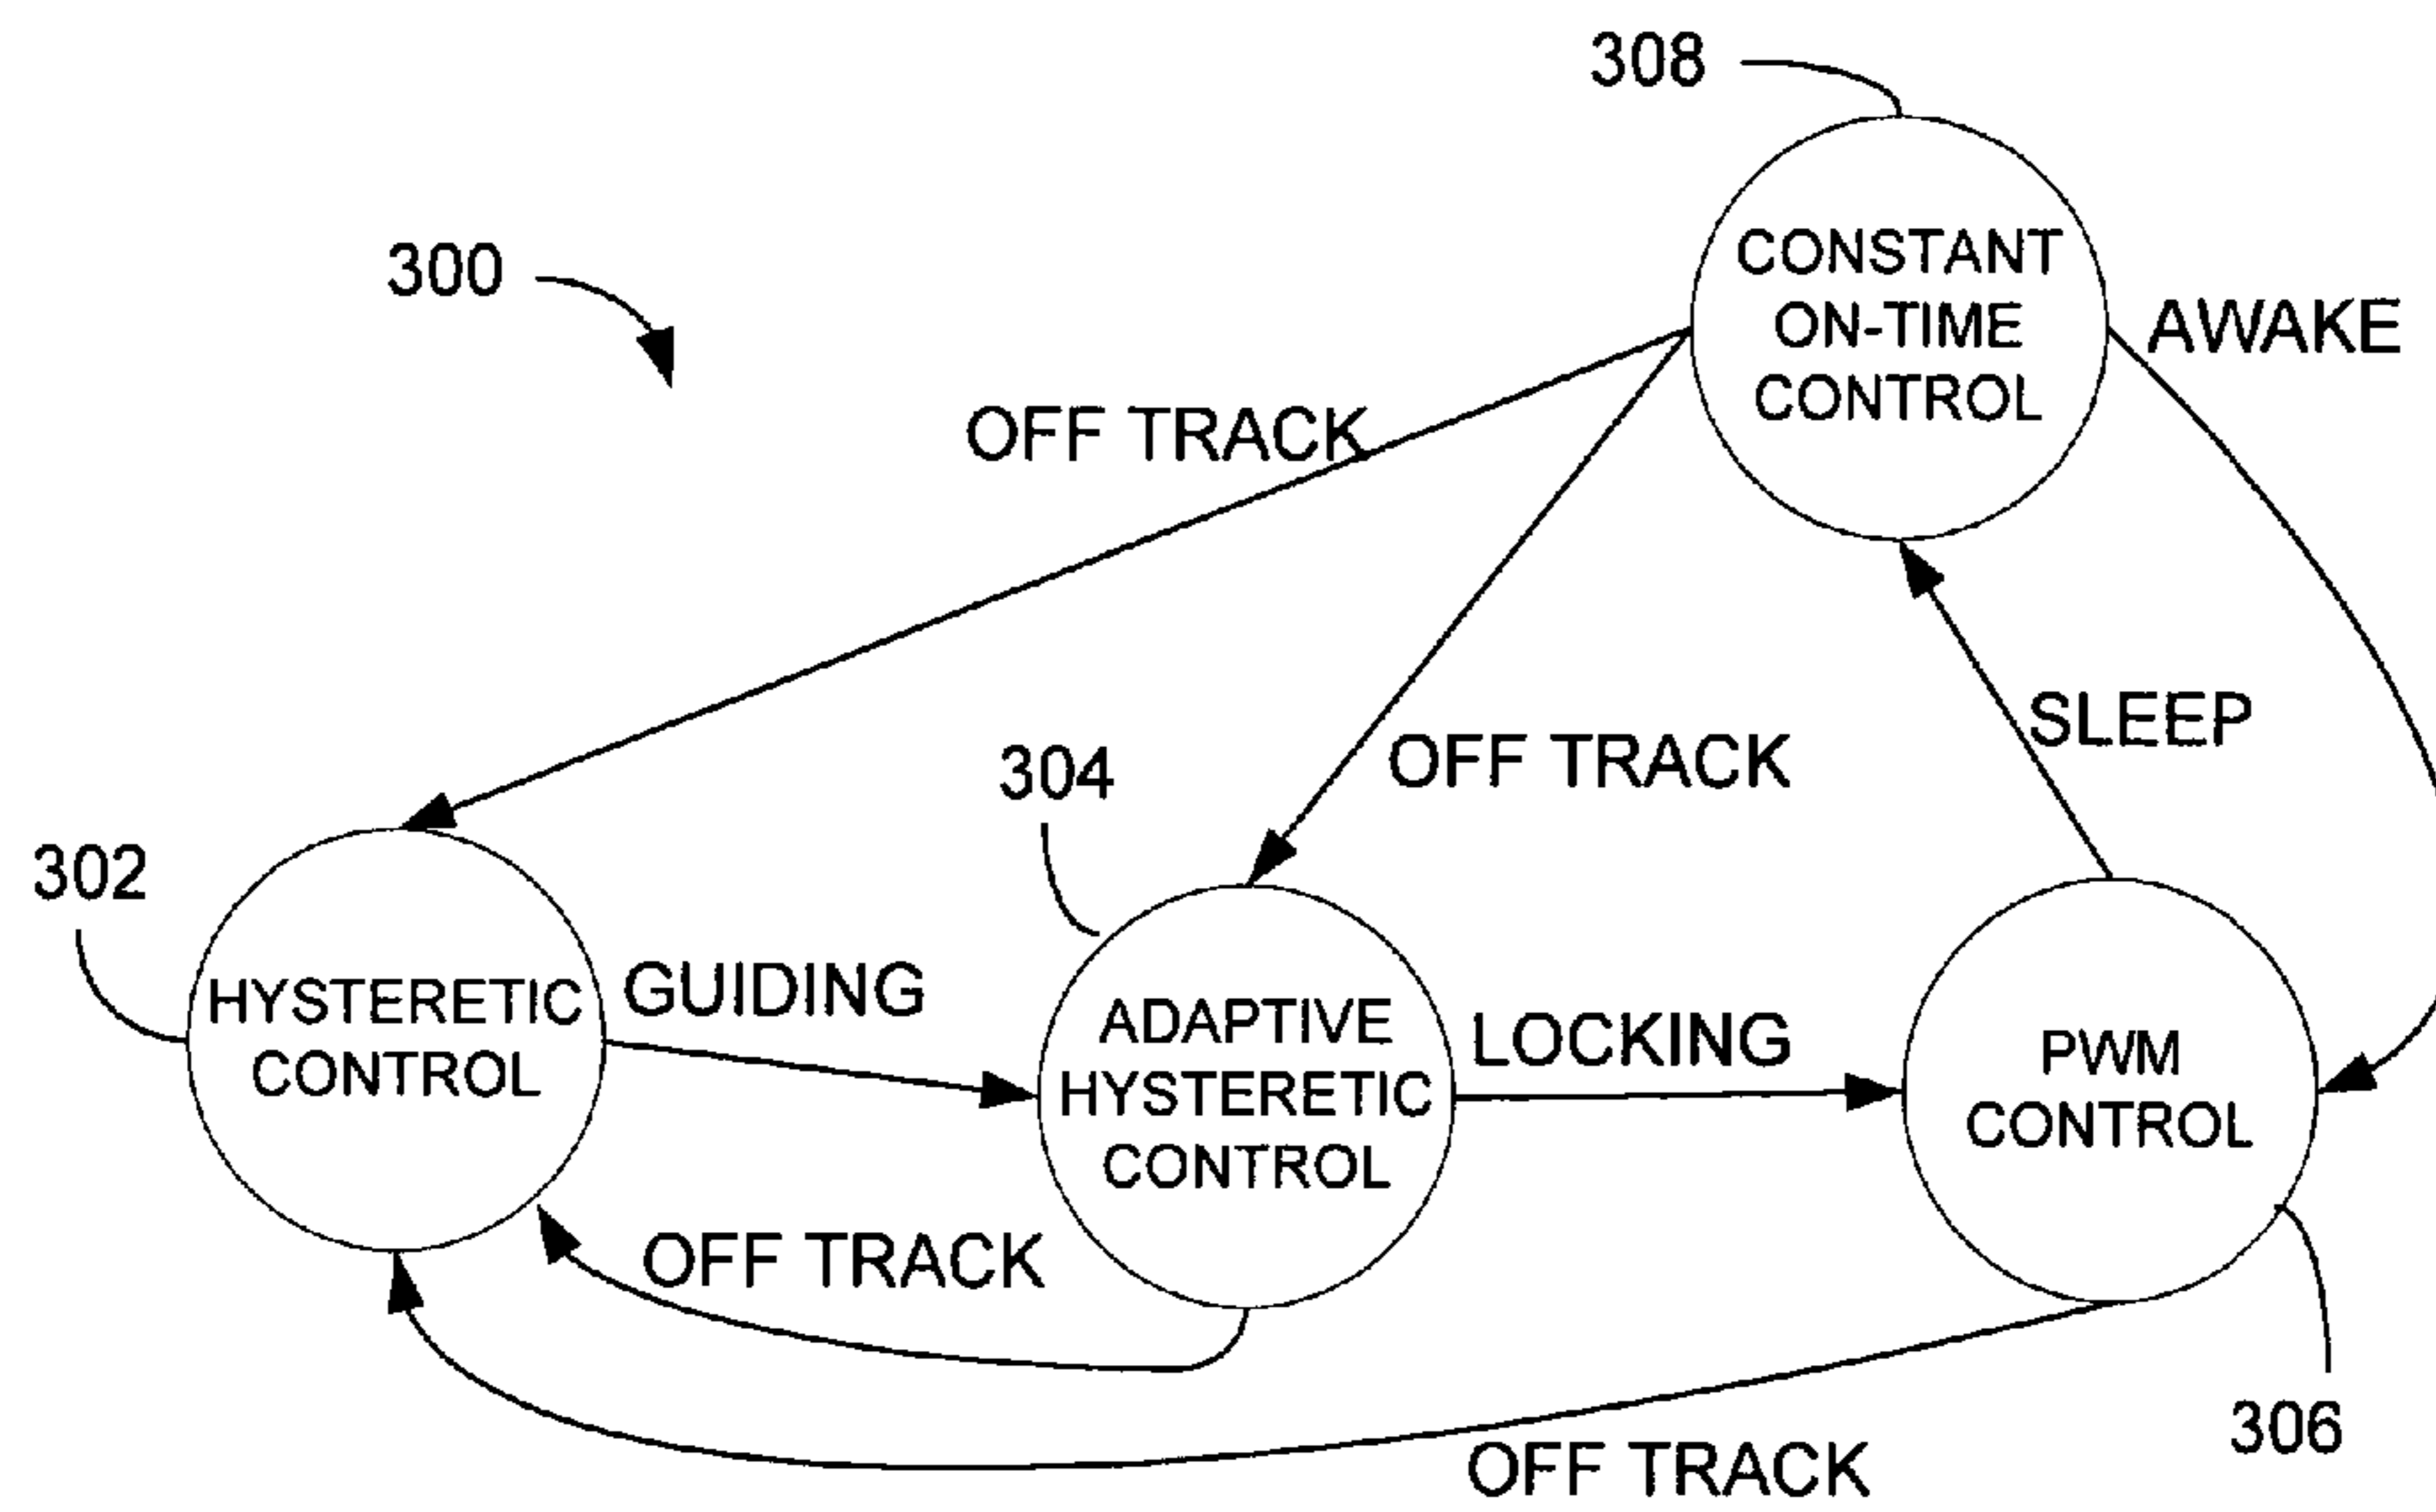 308
300
CONSTANT
ON-TIME
CONTROL
AWAKE
OFF TRACK
SLEEP
OFF TRACK
304
302
HYSTERETIC
CONTROL
GUIDING
ADAPTIVE
HYSTERETIC
CONTROL
LOCKING
PWM
CONTROL
OFF TRACK
306
OFF TRACK